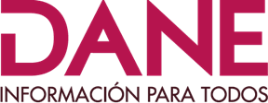 DANE
INFORMACIÓN PARA TODOS